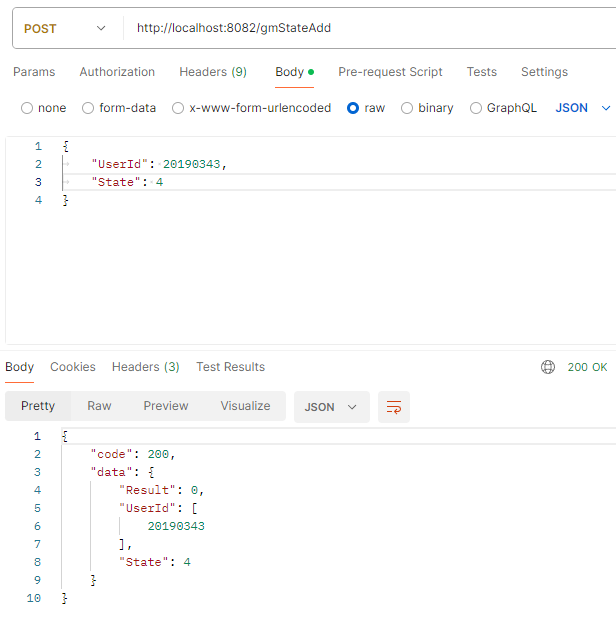 POST http://localhost:8082/gmStateAdd
Params Authorization Headers (9) Body Pre-request Script Tests Settings
none form-data x-www-form-urlencoded raw binary GraphQL JSON
1 {
2 "UserId": 20190343,
3 "State": 4
4 }
Body Cookies Headers (3) Test Results 200 OK
Pretty Raw Preview Visualize JSON
1 {
2 "code": 200,
3 "data": {
4 "Result": 0,
5 "UserId": [
6 20190343
7 ],
8 "State": 4
9 }
10 }